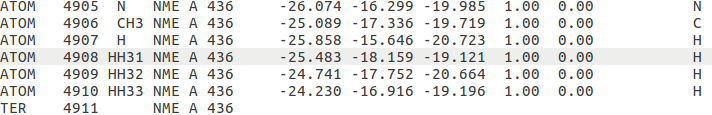 ATOM   4905  N   NME A 436     -26.074 -16.299 -19.985  1.00  0.00           N
ATOM   4906  CH3 NME A 436     -25.089 -17.336 -19.719  1.00  0.00           C
ATOM   4907  H   NME A 436     -25.858 -15.646 -20.723  1.00  0.00           H
ATOM   4908 HH31 NME A 436     -25.483 -18.159 -19.121  1.00  0.00           H
ATOM   4909 HH32 NME A 436     -24.741 -17.752 -20.664  1.00  0.00           H
ATOM   4910 HH33 NME A 436     -24.230 -16.916 -19.196  1.00  0.00           H
TER    4911      NME A 436